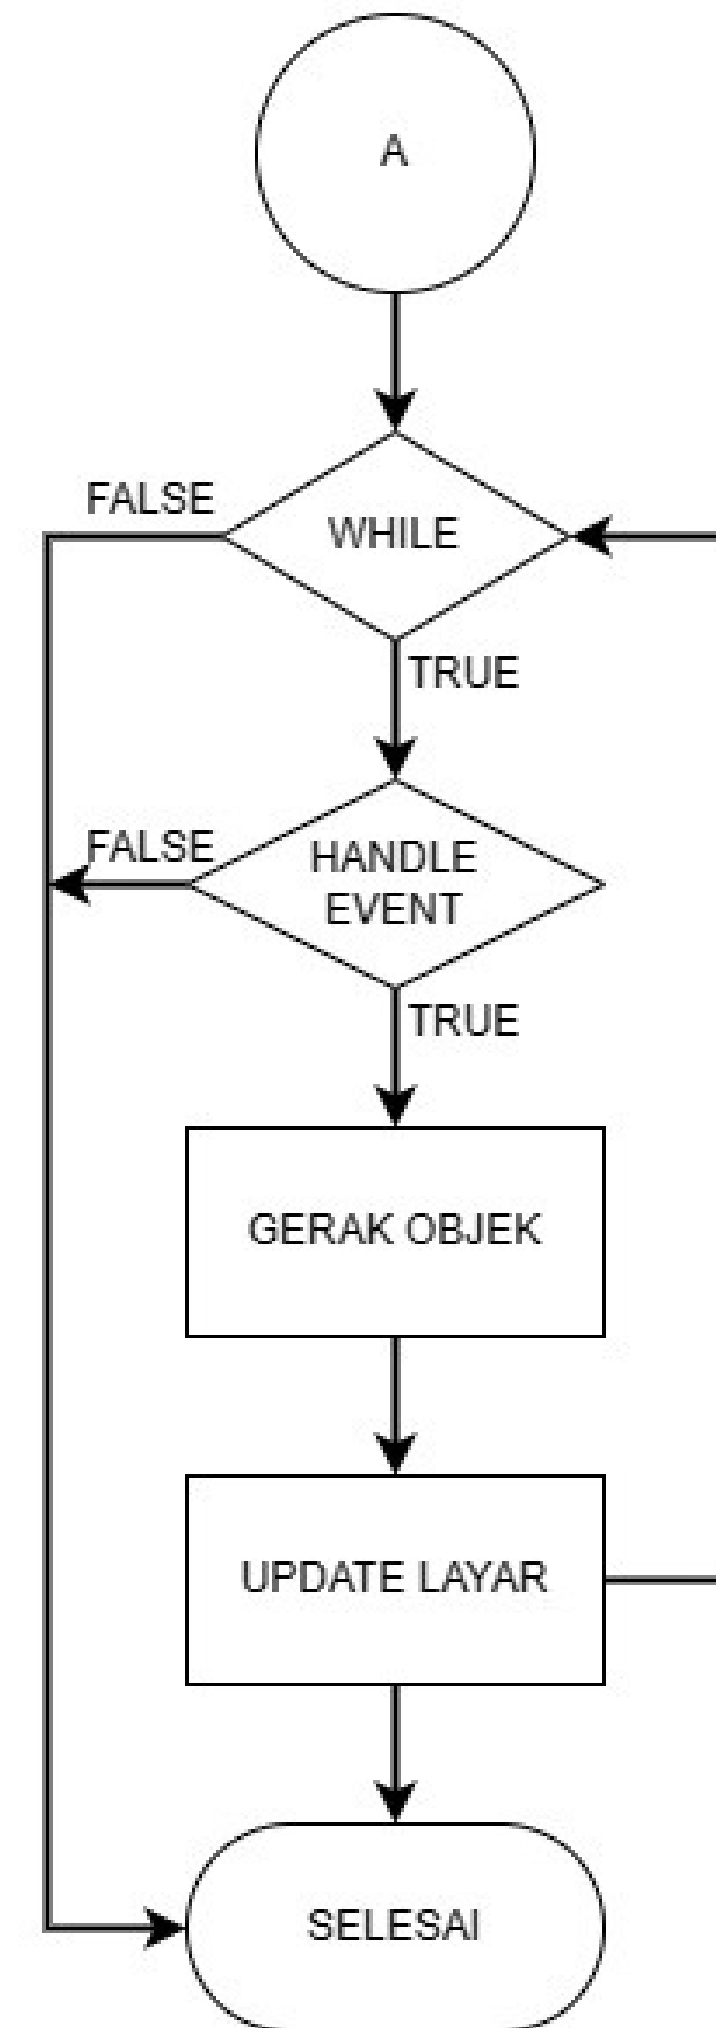 A
FALSE
WHILE
TRUE
FALSE
HANDLE
EVENT
TRUE
GERAK OBJEK
UPDATE LAYAR
SELESAI